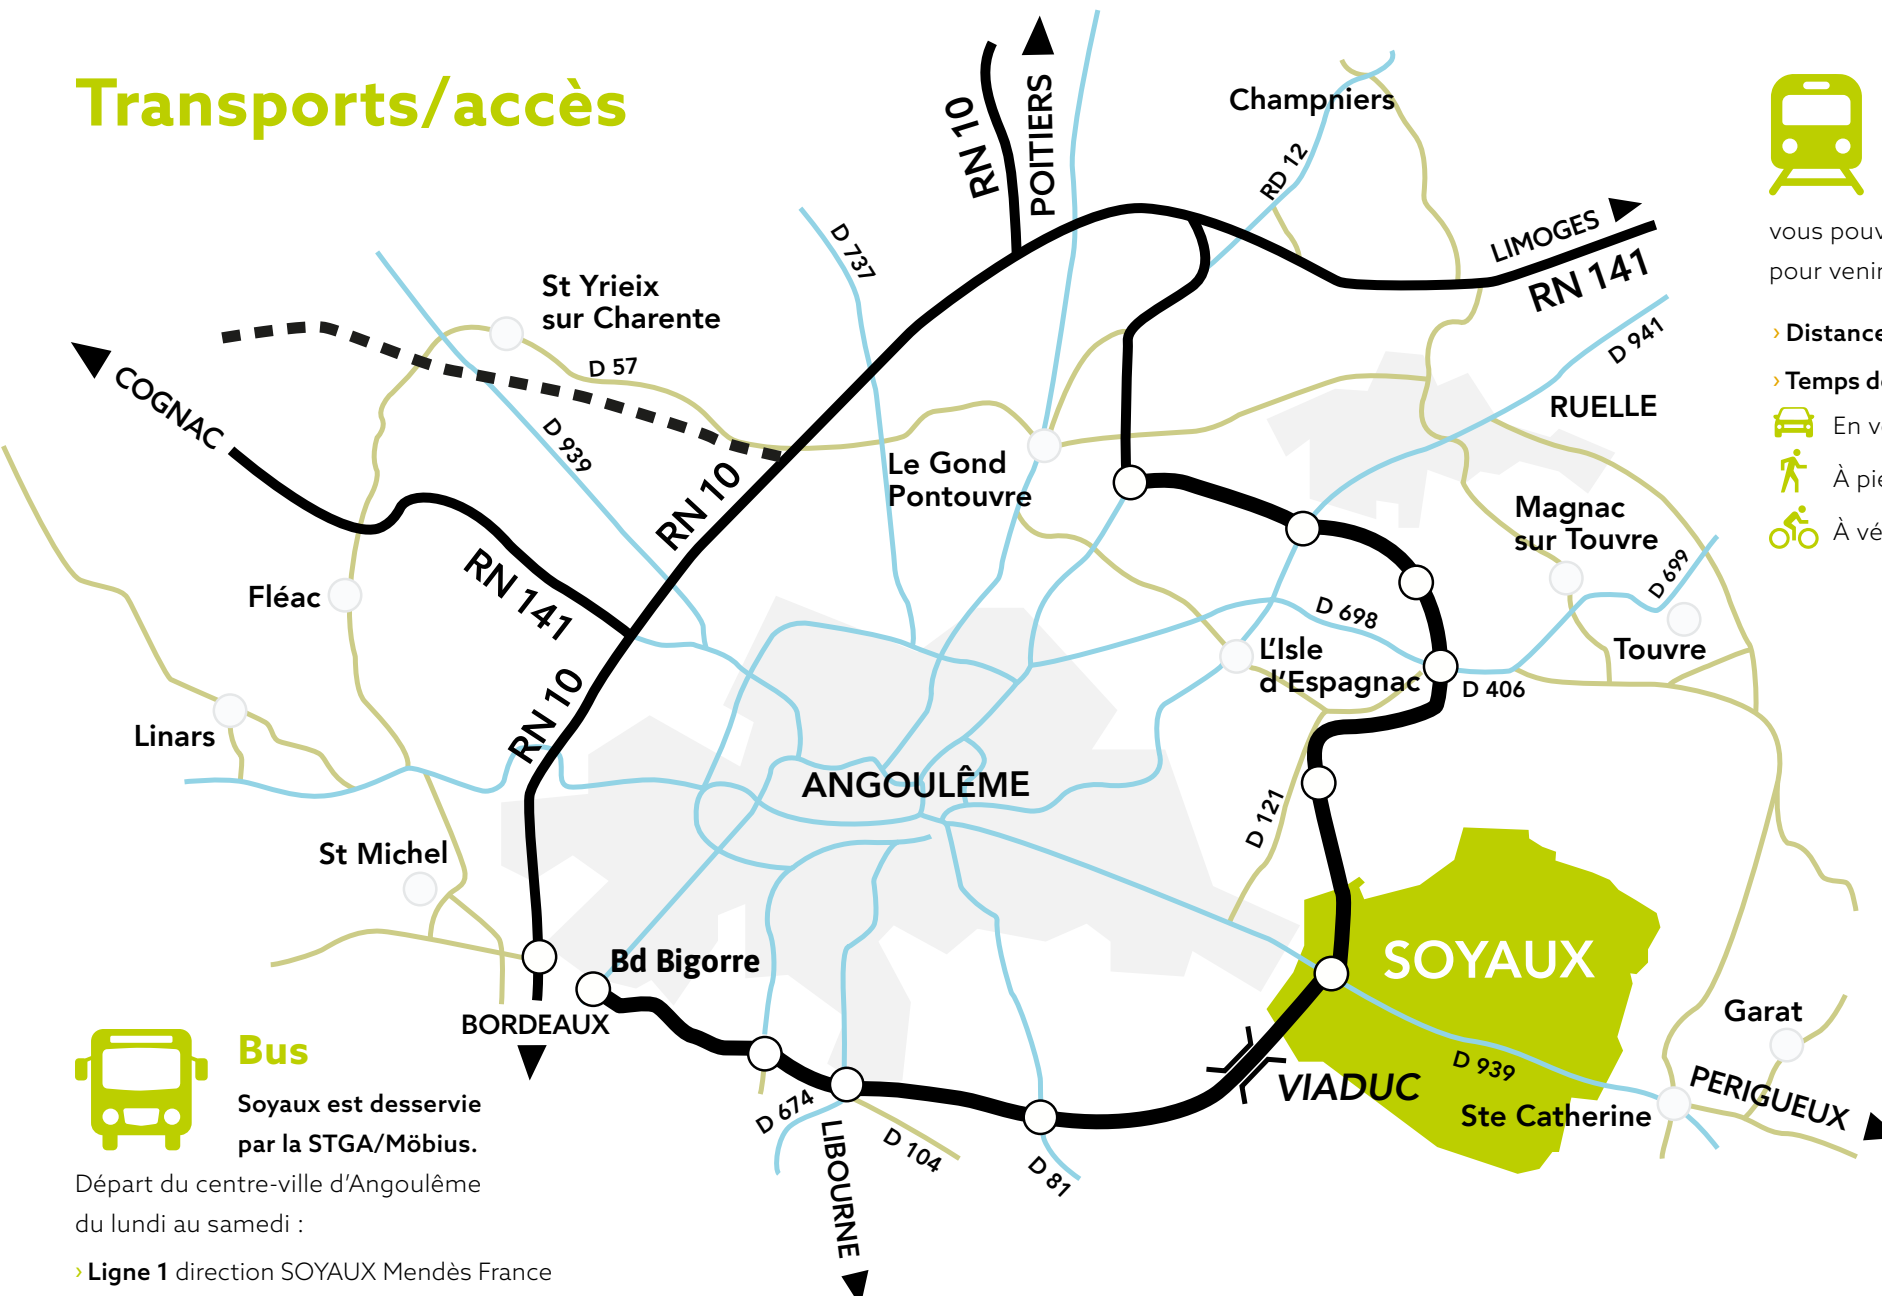 Transports/accès
RN 10
POITIERS
Champniers
RD 12
LIMOGES
RN 141
D 737
St Yrieix
sur Charente
D 57
COGNAC
D 939
D 941
RUELLE
Le Gond
Pontouvre
RN 10
Magnac
sur Touvre
D 699
RN 141
Fléac
D 698
L'Isle
d'Espagnac
Touvre
D 406
RN 10
Linars
ANGOULÊME
D 121
St Michel
SOYAUX
Bd Bigorre
BORDEAUX
Garat
D 939
VIADUC
PERIGUEUX
Ste Catherine
D 674
LIBOURNE
D 104
D 81
Bus
Soyaux est desservie
par la STGA/Möbius.
Départ du centre-ville d'Angoulême
du lundi au samedi :
› Ligne 1 direction SOYAUX Mendès France
vous pouv
pour venir
› Distance
› Temps de
En vo
À pie
À vé